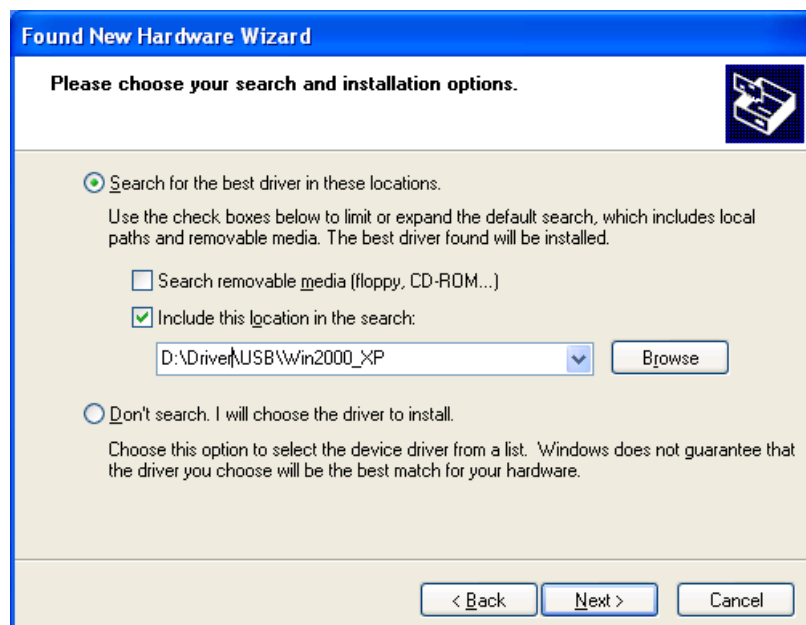 Found New Hardware Wizard
Please choose your search and installation options.
Search for the best driver in these locations.
Use the check boxes below to limit or expand the default search, which includes local
paths and removable media. The best driver found will be installed.
Search removable media (floppy, CD-ROM...)
Include this location in the search:
D:\Driver\USB\Win2000_XP
Browse
Don't search. I will choose the driver to install.
Choose this option to select the device driver from a list. Windows does not guarantee that
the driver you choose will be the best match for your hardware.
< Back
Next >
Cancel